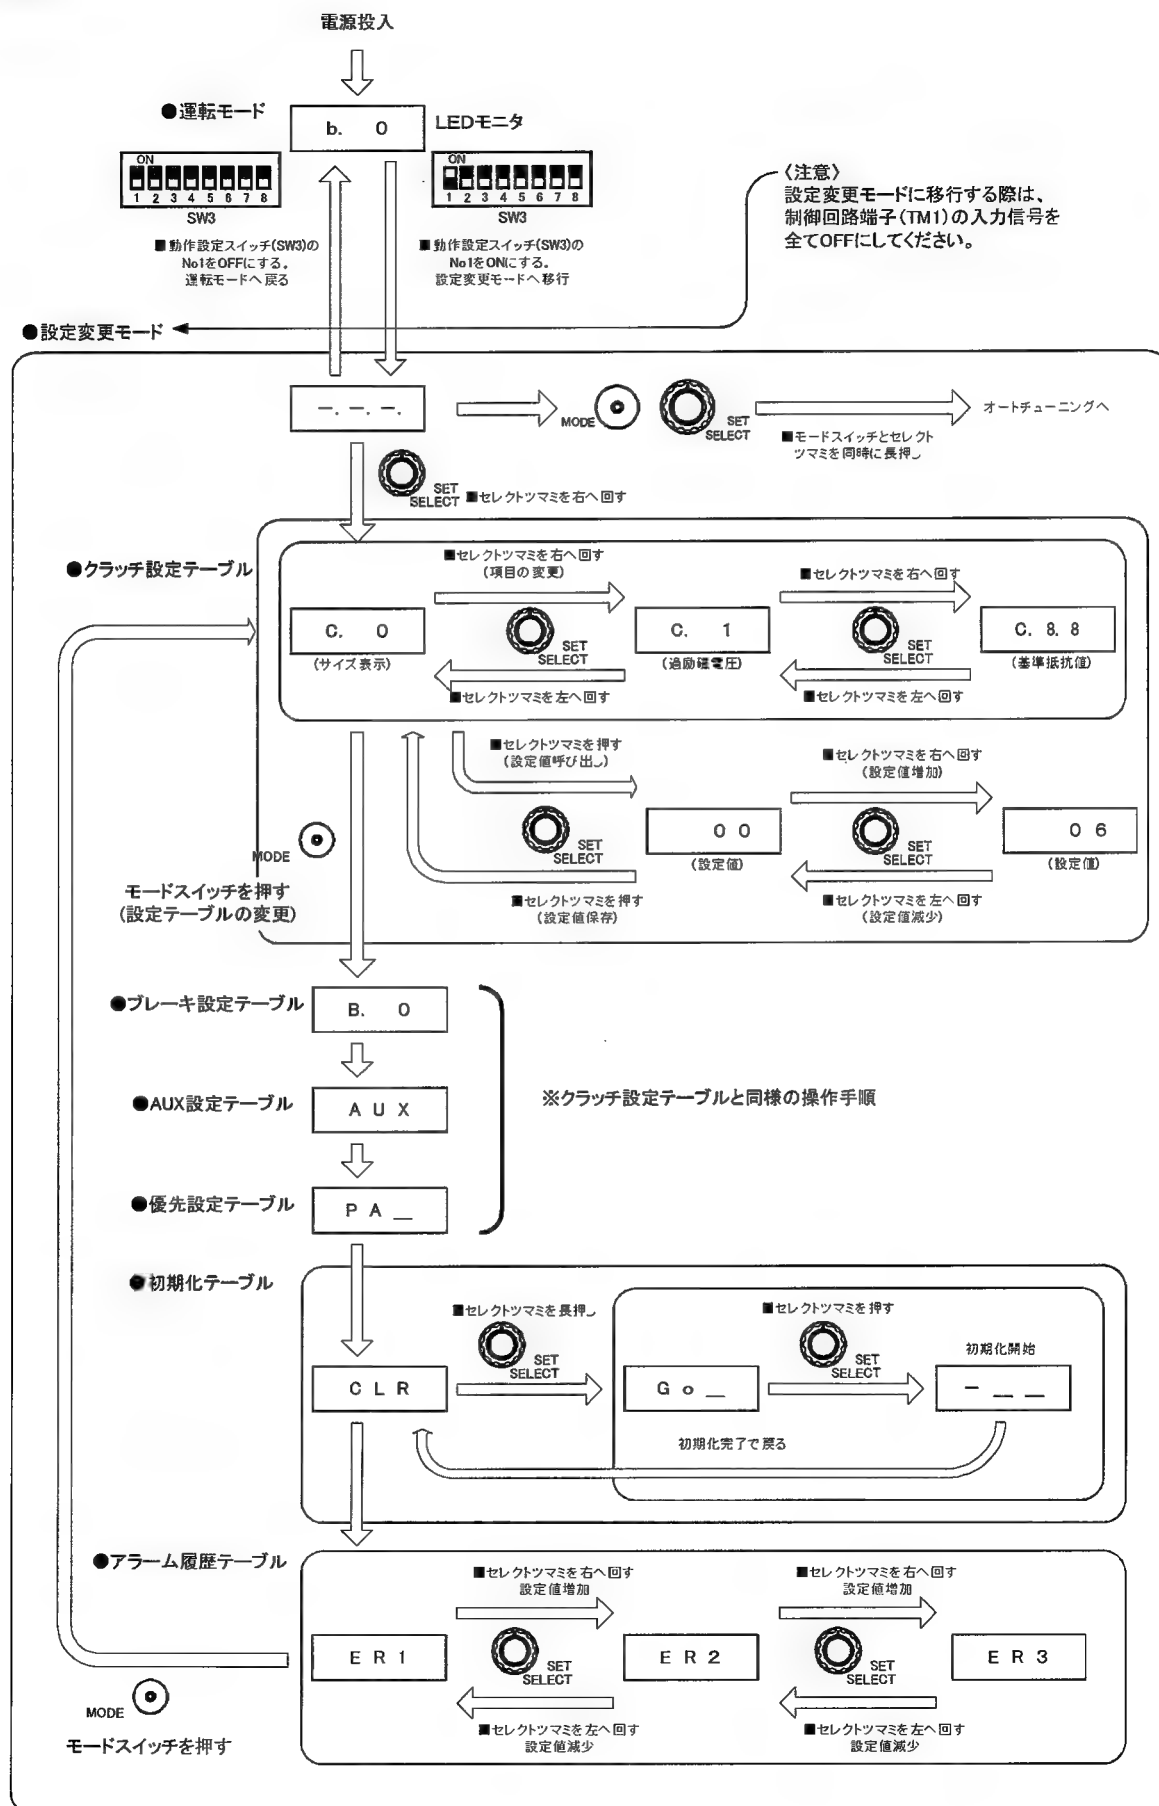 電源投入
●運転モード
b. 0
LEDモニタ
ON
1 2 3 4 5 6 7 8
SW3
ON
1 2 3 4 5 6 7 8
SW3
■動作設定スイッチ(SW3)の
No1をOFFにする。
運転モードへ戻る
■動作設定スイッチ(SW3)の
No1をONにする。
設定変更モードへ移行
〈注意〉
設定変更モードに移行する際は、
制御回路端子(TM1)の入力信号を
全てOFFにしてください。
●設定変更モード
-. -. -.
MODE
SET
SELECT
■モードスイッチとセレクト
ツマミを同時に長押し
オートチューニングへ
SET
SELECT
■セレクトツマミを右へ回す
●クラッチ設定テーブル
■セレクトツマミを右へ回す
(項目の変更)
■セレクトツマミを右へ回す
C. 0
(サイズ表示)
SET
SELECT
C. 1
(過励磁電圧)
SET
SELECT
C. 8. 8
(基準抵抗値)
■セレクトツマミを左へ回す
■セレクトツマミを左へ回す
■セレクトツマミを押す
(設定値呼び出し)
■セレクトツマミを右へ回す
(設定値増加)
SET
SELECT
0 0
(設定値)
SET
SELECT
0 6
(設定値)
■セレクトツマミを押す
(設定値保存)
■セレクトツマミを左へ回す
(設定値減少)
MODE
モードスイッチを押す
(設定テーブルの変更)
●ブレーキ設定テーブル
B. 0
●AUX設定テーブル
A U X
※クラッチ設定テーブルと同様の操作手順
●優先設定テーブル
P A _
●初期化テーブル
■セレクトツマミを長押し
SET
SELECT
■セレクトツマミを押す
SET
SELECT
初期化開始
C L R
G o _
- _ _
初期化完了で戻る
●アラーム履歴テーブル
■セレクトツマミを右へ回す
設定値増加
■セレクトツマミを右へ回す
設定値増加
E R 1
SET
SELECT
E R 2
SET
SELECT
E R 3
■セレクトツマミを左へ回す
設定値減少
■セレクトツマミを左へ回す
設定値減少
MODE
モードスイッチを押す